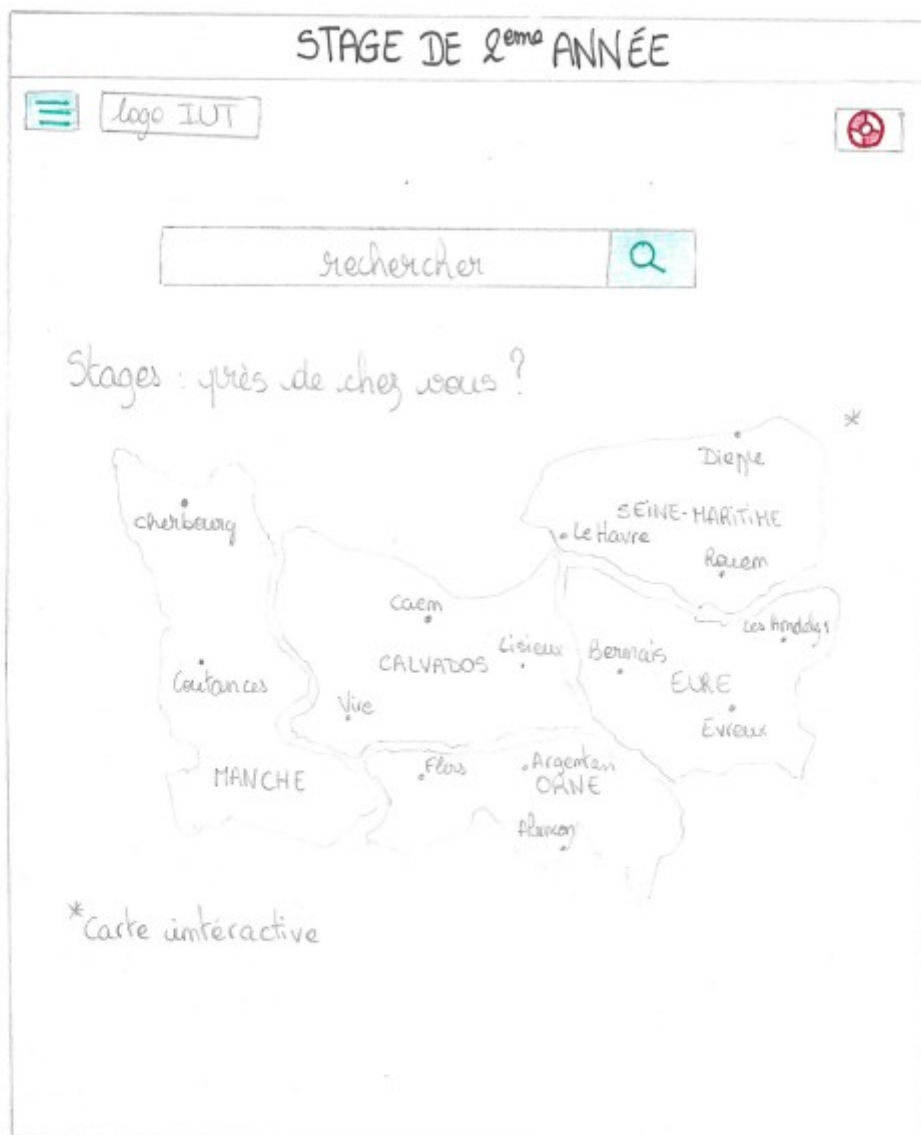 STAGE DE 2eme ANNÉE
logo IUT
rechercher
Stages : près de chez vous ?
*
Dieppe
Cherbourg
SEINE-MARITIME
Le Havre
Rouen
Caen
Les Andelys
Lisieux
Bernais
CALVADOS
Coutances
EURE
Vire
Evreux
Flers
Argentan
MANCHE
ORNE
Alençon
*Carte intéractive